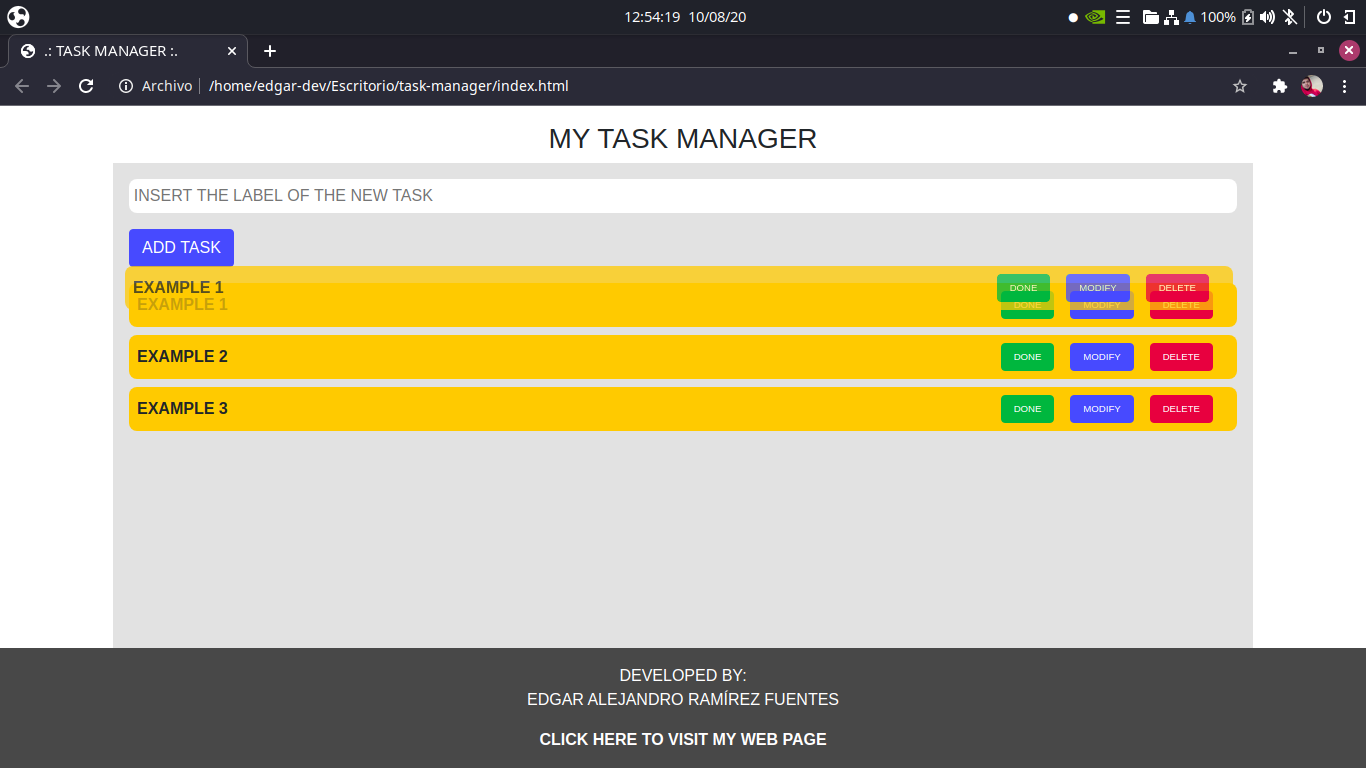 12:54:19 10/08/20
100%
.: TASK MANAGER :.
Archivo /home/edgar-dev/Escritorio/task-manager/index.html
MY TASK MANAGER
INSERT THE LABEL OF THE NEW TASK
ADD TASK
EXAMPLE 1 DONE MODIFY DELETE
EXAMPLE 1 DONE MODIFY DELETE
EXAMPLE 2 DONE MODIFY DELETE
EXAMPLE 3 DONE MODIFY DELETE
DEVELOPED BY:
EDGAR ALEJANDRO RAMÍREZ FUENTES
CLICK HERE TO VISIT MY WEB PAGE